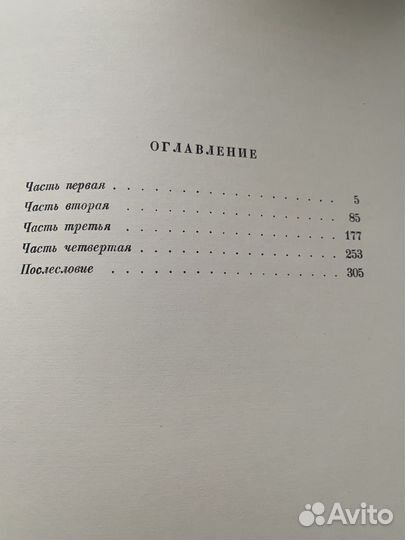 ОГЛАВЛЕНИЕ
Часть первая . . . . . . . . . . . . . . . . . 5
Часть вторая . . . . . . . . . . . . . . . . . 85
Часть третья . . . . . . . . . . . . . . . . . 177
Часть четвертая . . . . . . . . . . . . . . . . 253
Послесловие . . . . . . . . . . . . . . . . . 305
Avito